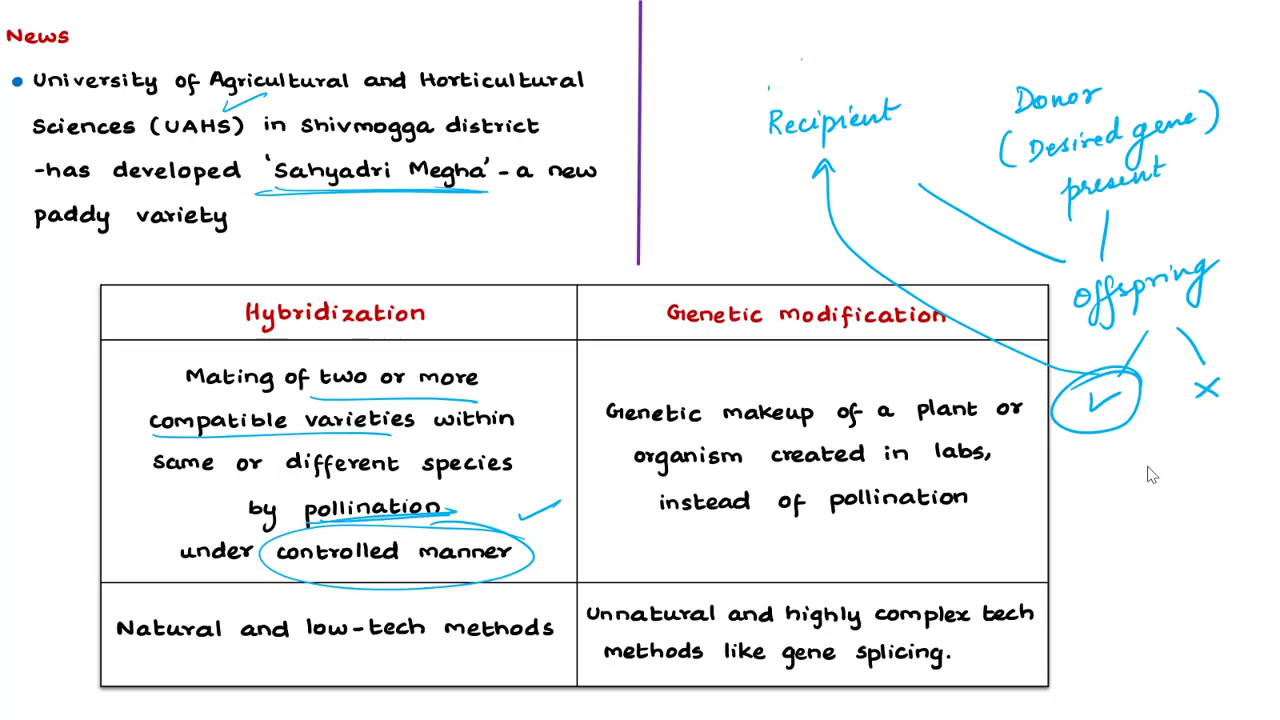 News
• University of Agricultural and Horticultural
Sciences (UAHS) in Shivmogga district
-has developed 'Sahyadri Megha' - a new
paddy variety
Recipient
Donor
(Desired gene)
present
Offspring
Hybridization
Mating of two or more
compatible varieties within
same or different species
by pollination
under controlled manner
Natural and low-tech methods
Genetic modification
Genetic makeup of a plant or
organism created in labs,
instead of pollination
Unnatural and highly complex tech
methods like gene splicing.